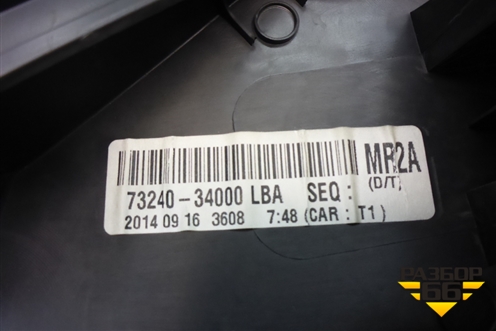 MR2A
(D/T)
73240-34000 LBA SEQ :
2014 09 16 3608 7:48 (CAR : T1)
РАЗБОР
66